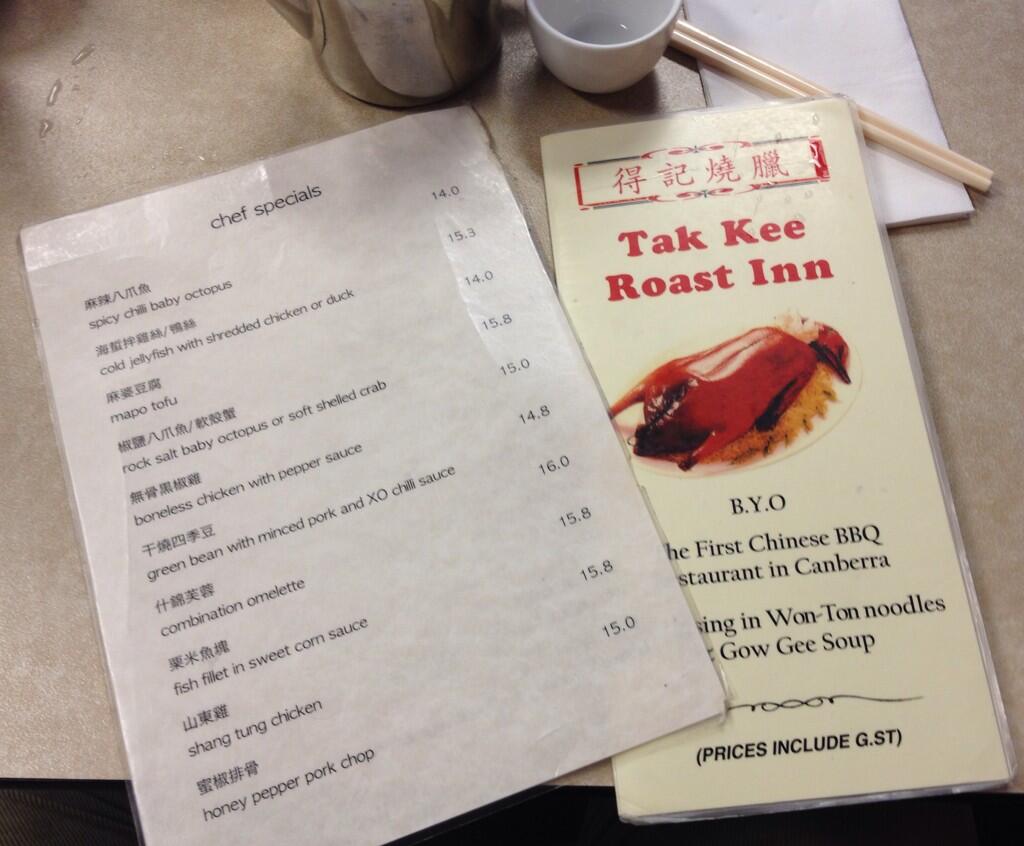 chef specials
麻辣八爪魚
spicy chilli baby octopus 14.0
海蜇拌雞絲/鴨絲
cold jellyfish with shredded chicken or duck 15.3
麻婆豆腐
mapo tofu 14.0
椒鹽八爪魚/軟殼蟹
rock salt baby octopus or soft shelled crab 15.8
無骨黑椒雞
boneless chicken with pepper sauce 15.0
干燒四季豆
green bean with minced pork and XO chilli sauce 14.8
什錦芙蓉
combination omelette 16.0
粟米魚塊
fish fillet in sweet corn sauce 15.8
山東雞
shang tung chicken 15.8
蜜椒排骨
honey pepper pork chop 15.0
得記燒臘
Tak Kee
Roast Inn
B.Y.O
he First Chinese BBQ
staurant in Canberra
sing in Won-Ton noodles
Gow Gee Soup
(PRICES INCLUDE G.ST)